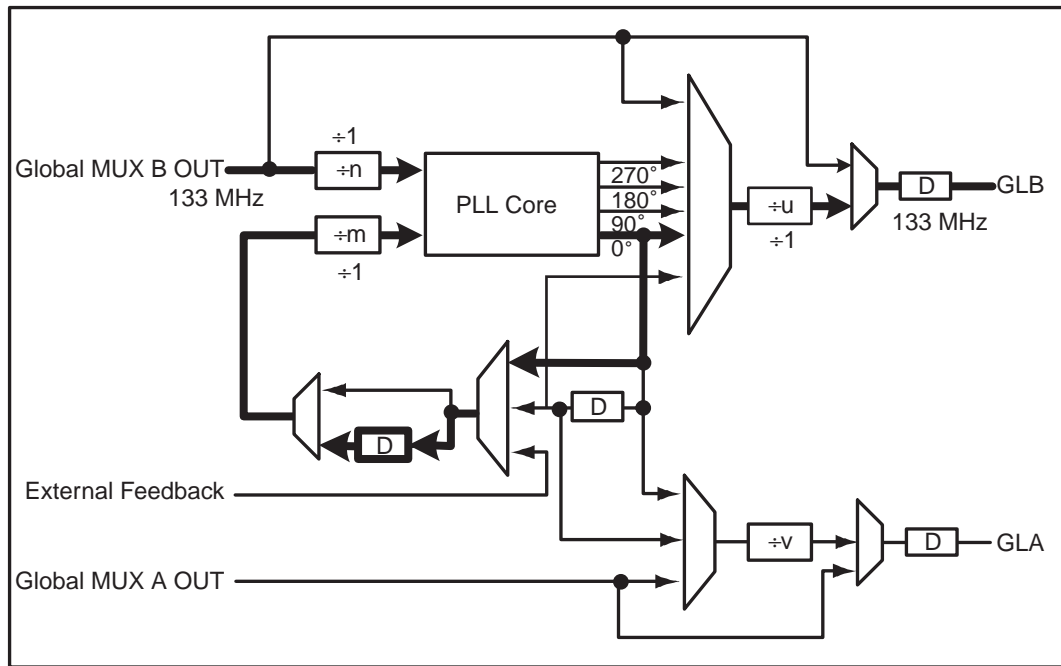 ÷1
Global MUX B OUT
÷n
133 MHz
PLL Core
270°
180°
90°
0°
÷m
÷1
÷u
÷1
D
GLB
133 MHz
D
D
External Feedback
÷v
D
GLA
Global MUX A OUT